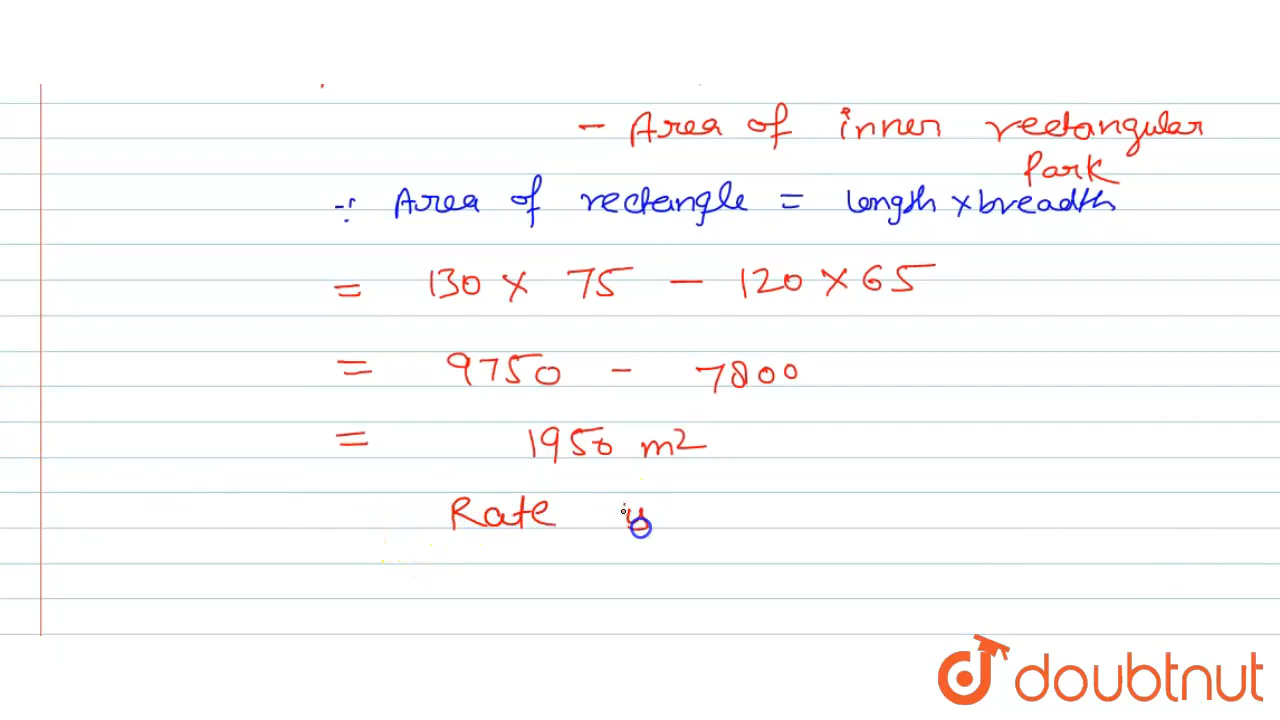 - Area of inner rectangular
Park
∵ Area of rectangle = length × breadth
= 130 × 75 - 120 × 65
= 9750 - 7800
= 1950 m2
Rate
doubtnut